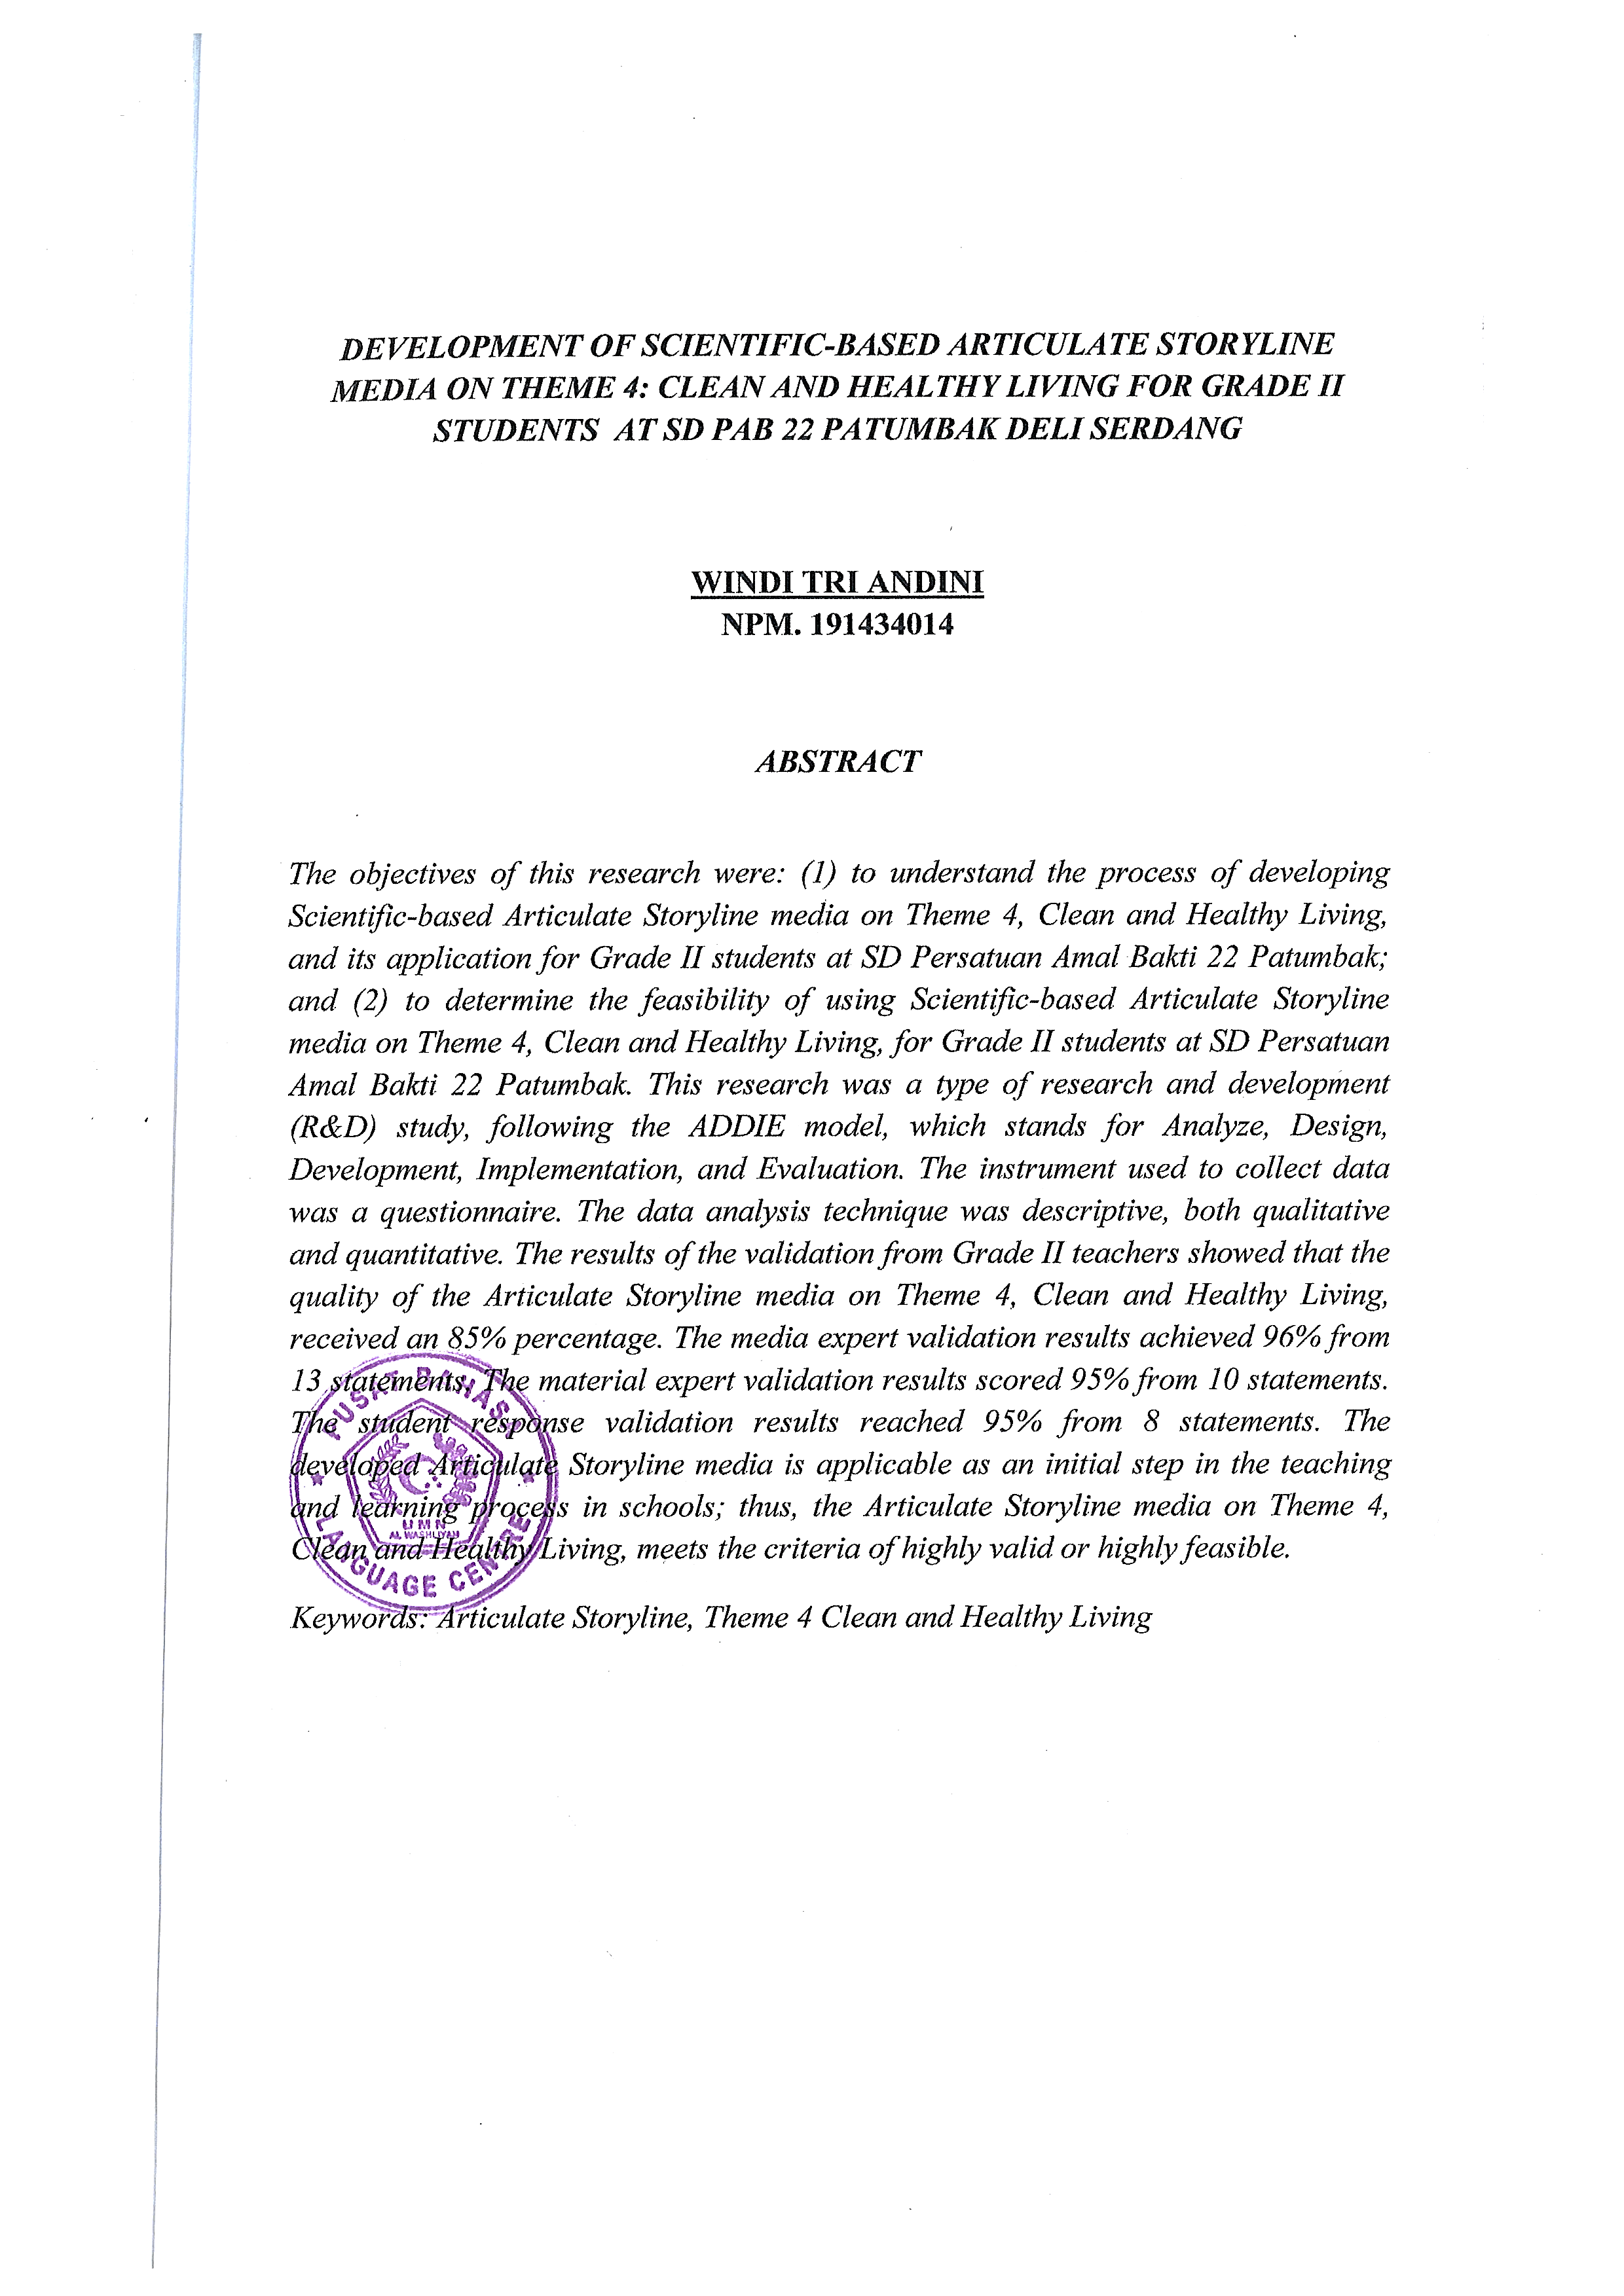 DEVELOPMENT OF SCIENTIFIC-BASED ARTICULATE STORYLINE
MEDIA ON THEME 4: CLEAN AND HEALTHY LIVING FOR GRADE II
STUDENTS AT SD PAB 22 PATUMBAK DELI SERDANG
WINDI TRI ANDINI
NPM. 191434014
ABSTRACT
The objectives of this research were: (1) to understand the process of developing
Scientific-based Articulate Storyline media on Theme 4, Clean and Healthy Living,
and its application for Grade II students at SD Persatuan Amal Bakti 22 Patumbak;
and (2) to determine the feasibility of using Scientific-based Articulate Storyline
media on Theme 4, Clean and Healthy Living, for Grade II students at SD Persatuan
Amal Bakti 22 Patumbak. This research was a type of research and development
(R&D) study, following the ADDIE model, which stands for Analyze, Design,
Development, Implementation, and Evaluation. The instrument used to collect data
was a questionnaire. The data analysis technique was descriptive, both qualitative
and quantitative. The results of the validation from Grade II teachers showed that the
quality of the Articulate Storyline media on Theme 4, Clean and Healthy Living,
received an 85% percentage. The media expert validation results achieved 96% from
13 statements. The material expert validation results scored 95% from 10 statements.
The student response validation results reached 95% from 8 statements. The
developed Articulate Storyline media is applicable as an initial step in the teaching
and learning process in schools; thus, the Articulate Storyline media on Theme 4,
Clean and Healthy Living, meets the criteria of highly valid or highly feasible.
Keywords: Articulate Storyline, Theme 4 Clean and Healthy Living
PUSAT BAHASA
UMN
AL WASHLIYAH
LANGUAGE CENTRE